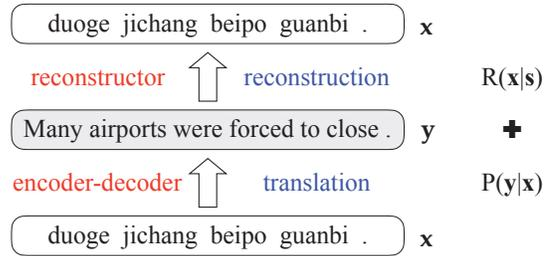 duoge jichang beipo guanbi . x
reconstructor reconstruction R(x|s)
Many airports were forced to close . y +
encoder-decoder translation P(y|x)
duoge jichang beipo guanbi . x